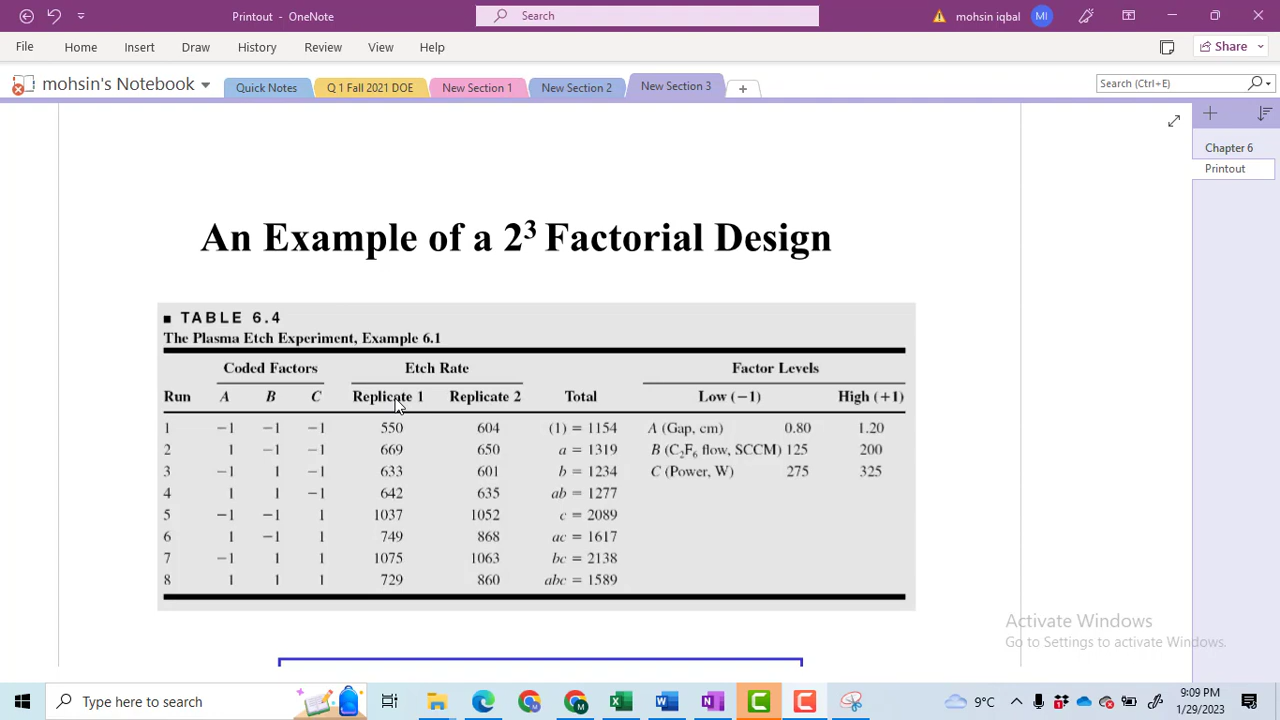 Printout - OneNote
Search
mohsin iqbal MI
File Home Insert Draw History Review View Help Share
mohsin's Notebook Quick Notes Q 1 Fall 2021 DOE New Section 1 New Section 2 New Section 3 + Search (Ctrl+E)
Chapter 6
Printout
An Example of a 2³ Factorial Design
■ TABLE 6.4
The Plasma Etch Experiment, Example 6.1
Coded Factors Etch Rate Factor Levels
Run A B C Replicate 1 Replicate 2 Total Low (−1) High (+1)
1 −1 −1 −1 550 604 (1) = 1154 A (Gap, cm) 0.80 1.20
2 1 −1 −1 669 650 a = 1319 B (C₂F₆ flow, SCCM) 125 200
3 −1 1 −1 633 601 b = 1234 C (Power, W) 275 325
4 1 1 −1 642 635 ab = 1277
5 −1 −1 1 1037 1052 c = 2089
6 1 −1 1 749 868 ac = 1617
7 −1 1 1 1075 1063 bc = 2138
8 1 1 1 729 860 abc = 1589
Activate Windows
Go to Settings to activate Windows.
Type here to search
9°C
9:09 PM
1/29/2023